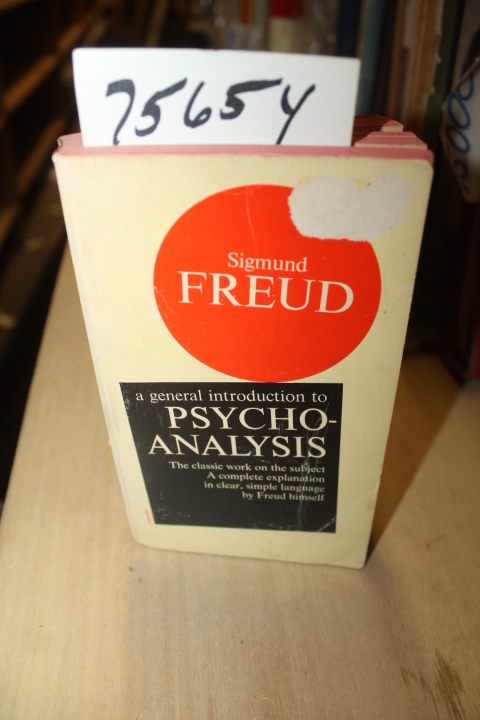 75654
Sigmund
FREUD
a general introduction to
PSYCHO-
ANALYSIS
The classic work on the subject
A complete explanation
in clear, simple language
by Freud himself